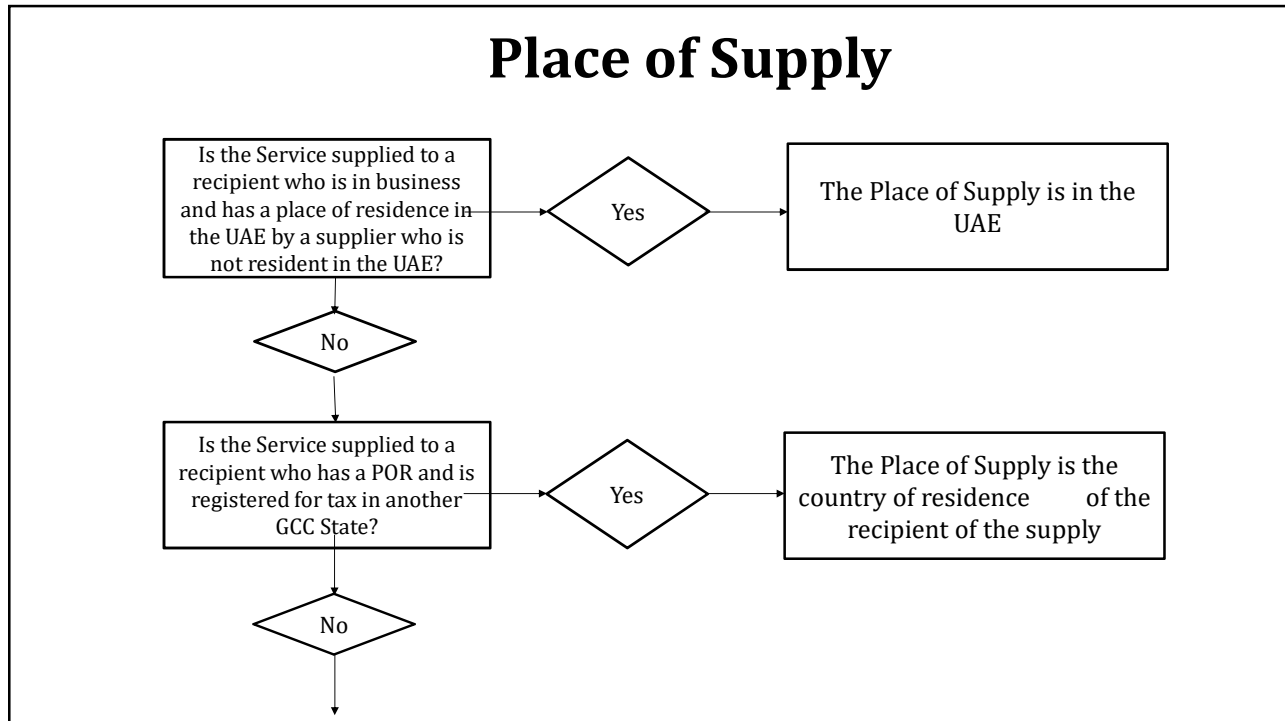 Place of Supply
Is the Service supplied to a
recipient who is in business
and has a place of residence in
the UAE by a supplier who is
not resident in the UAE?
Yes
The Place of Supply is in the
UAE
No
Is the Service supplied to a
recipient who has a POR and is
registered for tax in another
GCC State?
Yes
The Place of Supply is the
country of residence of the
recipient of the supply
No